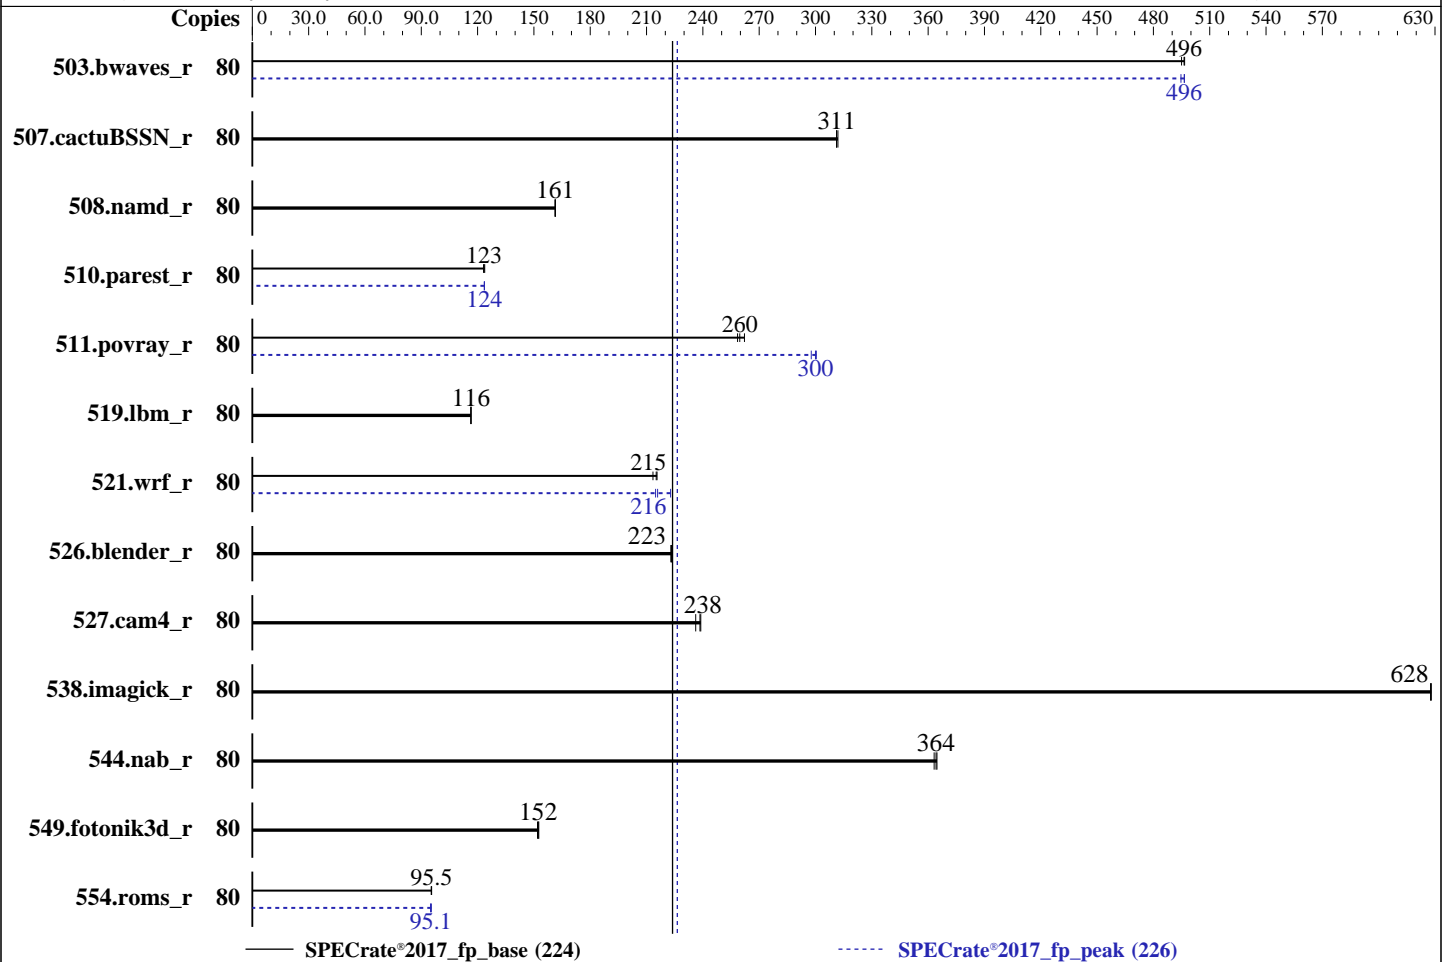 Copies 0 30.0 60.0 90.0 120 150 180 210 240 270 300 330 360 390 420 450 480 510 540 570 630
503.bwaves_r 80 496
496
507.cactuBSSN_r 80 311
508.namd_r 80 161
510.parest_r 80 123
124
511.povray_r 80 260
300
519.lbm_r 80 116
521.wrf_r 80 215
216
526.blender_r 80 223
527.cam4_r 80 238
538.imagick_r 80 628
544.nab_r 80 364
549.fotonik3d_r 80 152
554.roms_r 80 95.5
95.1
SPECrate®2017_fp_base (224) SPECrate®2017_fp_peak (226)